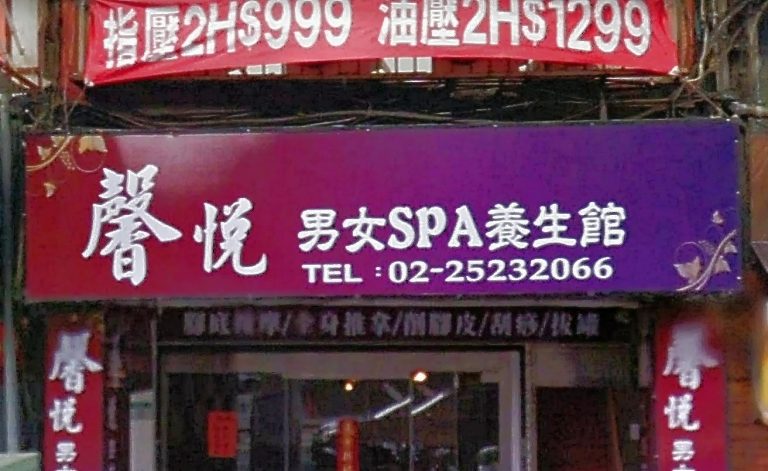 指壓2H$999 油壓2H$1299
馨悅 男女SPA養生館
TEL:02-25232066
腳底按摩/全身推拿/削腳皮/刮痧/拔罐
馨悅男
馨悅男